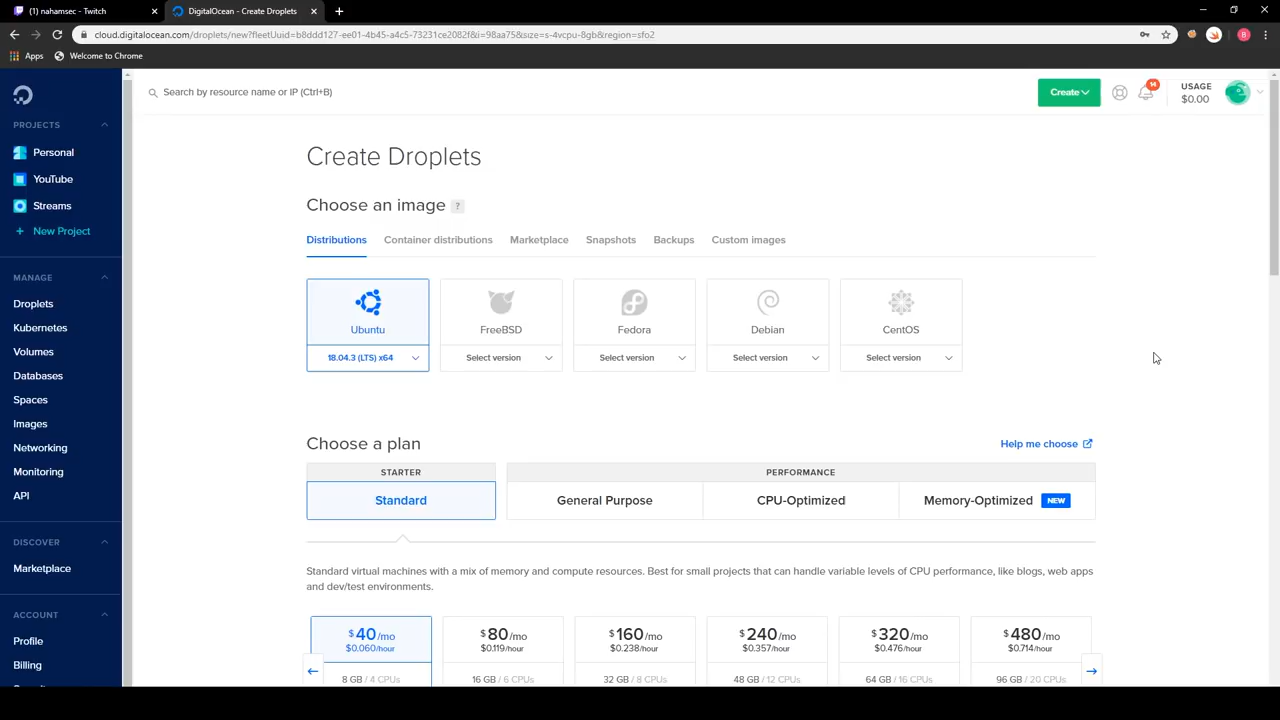 (1) nahamsec - Twitch
DigitalOcean - Create Droplets
cloud.digitalocean.com/droplets/new?fleetUuid=b8ddd127-ee01-4b45-a4c5-73231ce2082f&i=98aa75&size=s-4vcpu-8gb&region=sfo2
B
Apps
Welcome to Chrome
Search by resource name or IP (Ctrl+B)
Create
14
USAGE
$0.00
PROJECTS
Personal
YouTube
Streams
+ New Project
MANAGE
Droplets
Kubernetes
Volumes
Databases
Spaces
Images
Networking
Monitoring
API
DISCOVER
Marketplace
ACCOUNT
Profile
Billing
Create Droplets
Choose an image ?
Distributions Container distributions Marketplace Snapshots Backups Custom images
Ubuntu FreeBSD Fedora Debian CentOS
18.04.3 (LTS) x64 Select version Select version Select version Select version
Choose a plan
Help me choose
STARTER PERFORMANCE
Standard General Purpose CPU-Optimized Memory-Optimized NEW
Standard virtual machines with a mix of memory and compute resources. Best for small projects that can handle variable levels of CPU performance, like blogs, web apps
and dev/test environments.
$40/mo $80/mo $160/mo $240/mo $320/mo $480/mo
$0.060/hour $0.119/hour $0.238/hour $0.357/hour $0.476/hour $0.714/hour
8 GB / 4 CPUs 16 GB / 6 CPUs 32 GB / 8 CPUs 48 GB / 12 CPUs 64 GB / 16 CPUs 96 GB / 20 CPUs